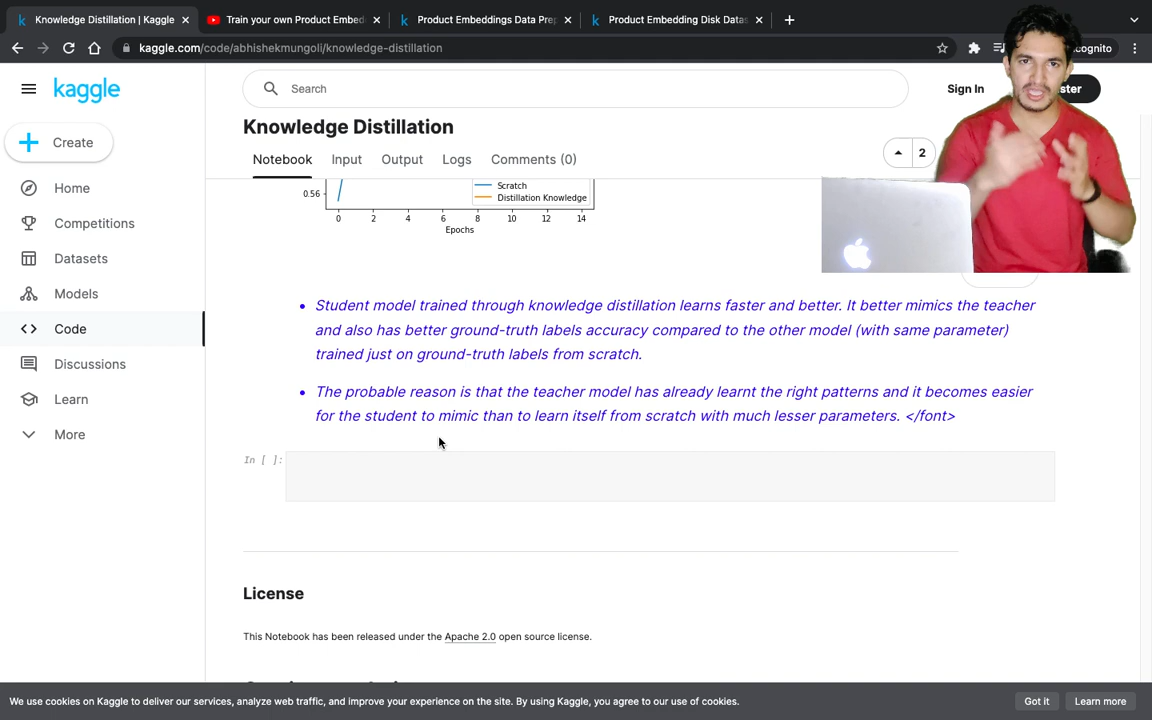 Knowledge Distillation | Kaggle
Train your own Product Embed
Product Embeddings Data Prep
Product Embedding Disk Datas
kaggle.com/code/abhishekmungoli/knowledge-distillation
cognito
kaggle
Search
Sign In
ster
Create
Knowledge Distillation
2
Notebook
Input
Output
Logs
Comments (0)
Home
Competitions
Datasets
Models
Code
Discussions
Learn
More
Scratch
Distillation Knowledge
0.56
0 2 4 6 8 10 12 14
Epochs
Student model trained through knowledge distillation learns faster and better. It better mimics the teacher
and also has better ground-truth labels accuracy compared to the other model (with same parameter)
trained just on ground-truth labels from scratch.
The probable reason is that the teacher model has already learnt the right patterns and it becomes easier
for the student to mimic than to learn itself from scratch with much lesser parameters. </font>
In [ ]:
License
This Notebook has been released under the Apache 2.0 open source license.
We use cookies on Kaggle to deliver our services, analyze web traffic, and improve your experience on the site. By using Kaggle, you agree to our use of cookies.
Got it
Learn more